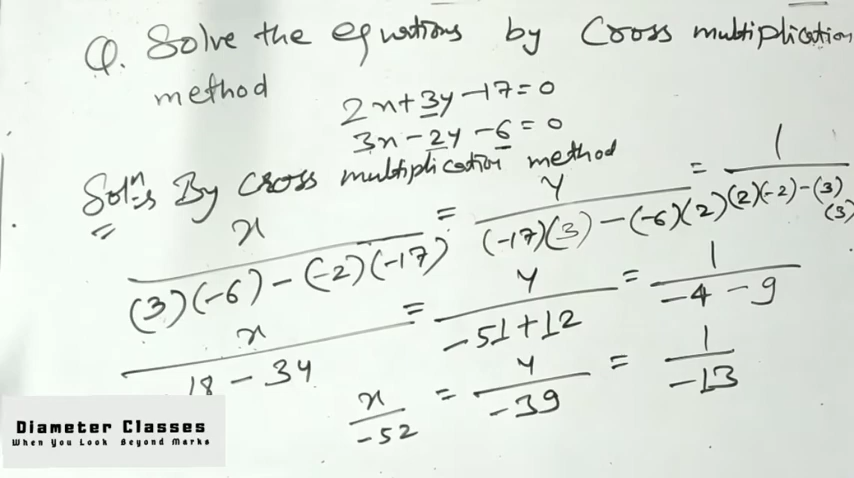 Q. Solve the equations by Cross multiplication
method
2x+3y-17=0
3x-2y-6=0
Solⁿ:→ By cross multiplication method
x/((3)(-6)-(-2)(-17)) = y/((-17)(3)-(-6)(2)) = 1/((2)(-2)-(3)(3))
x/(18-34) = y/(-51+12) = 1/(-4-9)
x/-52 = y/-39 = 1/-13
Diameter Classes
When You Look Beyond Marks